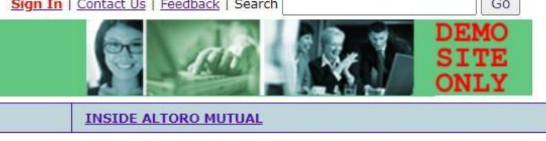 Sign In | Contact Us | Feedback | Search Go
DEMO
SITE
ONLY
INSIDE ALTORO MUTUAL